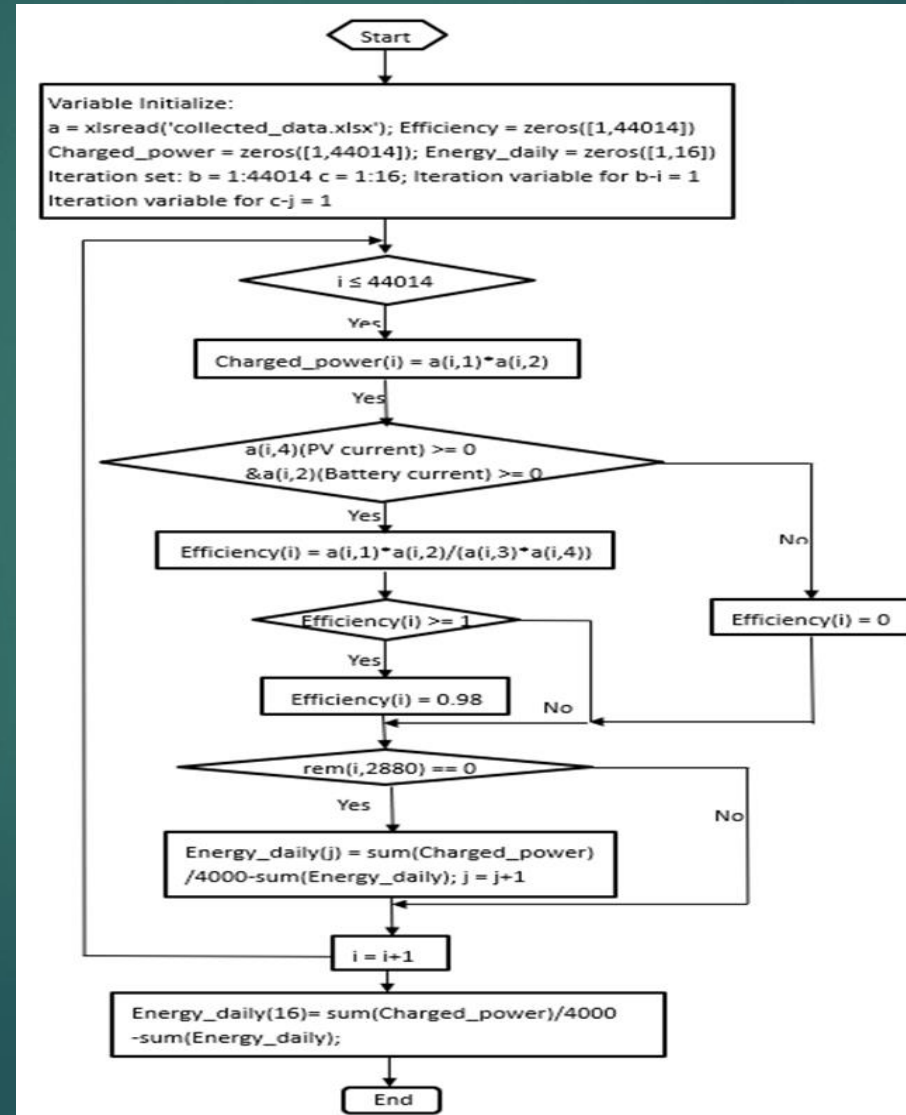 Start
Variable Initialize:
a = xlsread('collected_data.xlsx'); Efficiency = zeros([1,44014])
Charged_power = zeros([1,44014]); Energy_daily = zeros([1,16])
Iteration set: b = 1:44014 c = 1:16; Iteration variable for b-i = 1
Iteration variable for c-j = 1
i ≤ 44014
Yes
Charged_power(i) = a(i,1)*a(i,2)
Yes
a(i,4)(PV current) >= 0
&a(i,2)(Battery current) >= 0
Yes
No
Efficiency(i) = a(i,1)*a(i,2)/(a(i,3)*a(i,4))
Efficiency(i) >= 1
Efficiency(i) = 0
Yes
Efficiency(i) = 0.98
No
rem(i,2880) == 0
Yes
No
Energy_daily(j) = sum(Charged_power)
/4000-sum(Energy_daily); j = j+1
i = i+1
Energy_daily(16)= sum(Charged_power)/4000
-sum(Energy_daily);
End